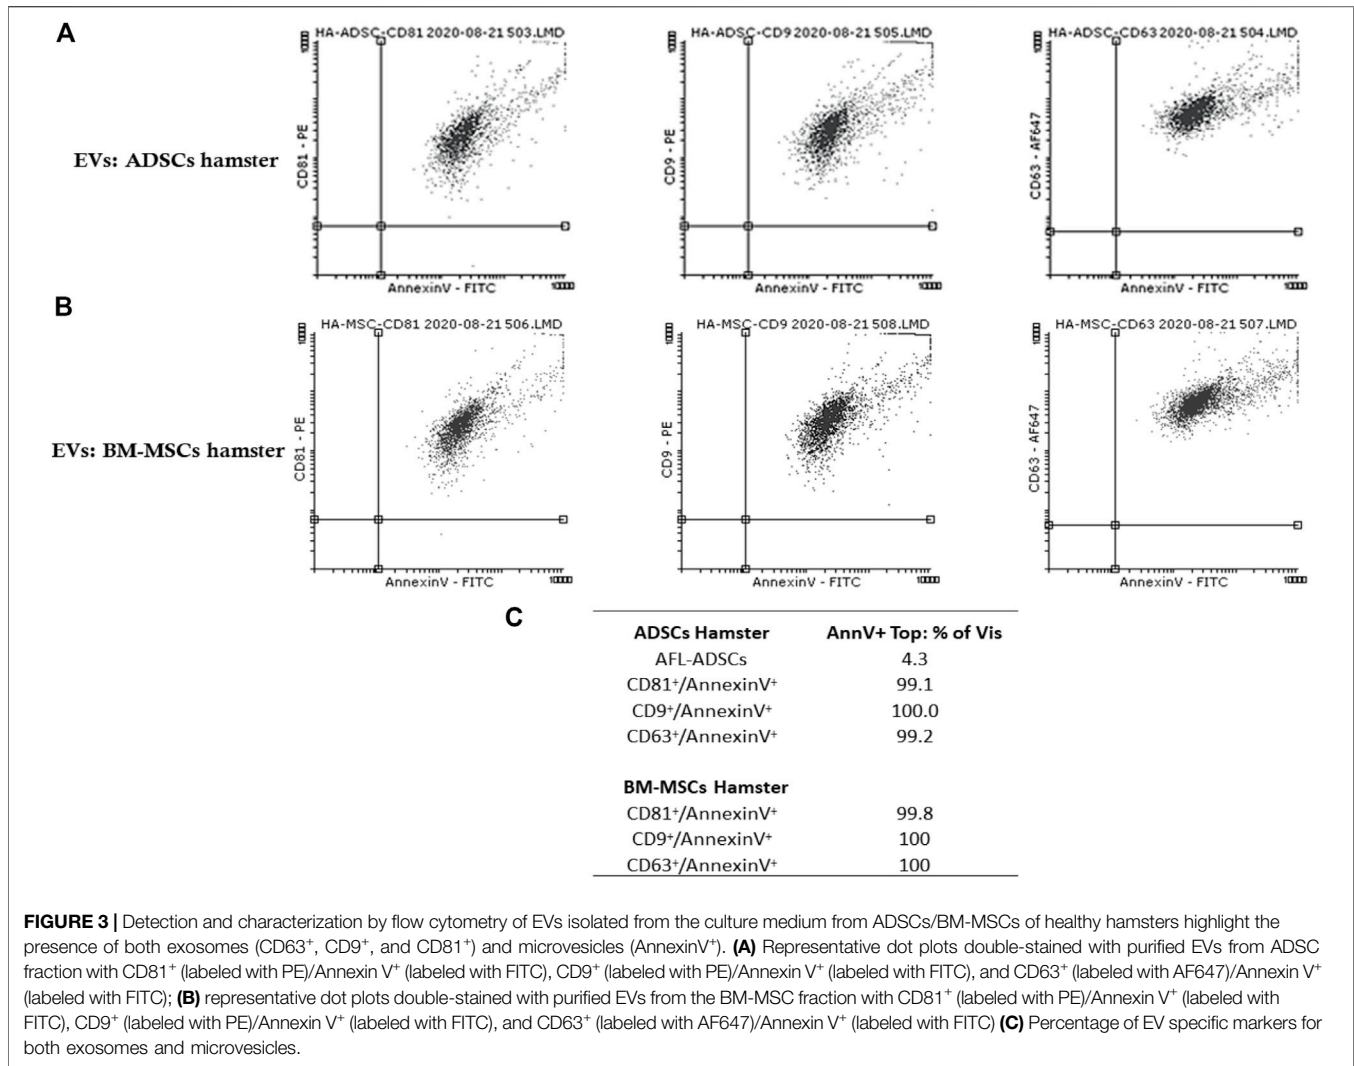 A
HA-ADSC-CD81 2020-08-21 503.LMD
HA-ADSC-CD9 2020-08-21 505.LMD
HA-ADSC-CD63 2020-08-21 504.LMD
EVs: ADSCs hamster
CD81 - PE
CD9 - PE
CD63 - AF647
AnnexinV - FITC
AnnexinV - FITC
AnnexinV - FITC
B
HA-MSC-CD81 2020-08-21 506.LMD
HA-MSC-CD9 2020-08-21 508.LMD
HA-MSC-CD63 2020-08-21 507.LMD
EVs: BM-MSCs hamster
CD81 - PE
CD9 - PE
CD63 - AF647
AnnexinV - FITC
AnnexinV - FITC
AnnexinV - FITC
C
ADSCs Hamster AnnV+ Top: % of Vis
AFL-ADSCs 4.3
CD81⁺/AnnexinV⁺ 99.1
CD9⁺/AnnexinV⁺ 100.0
CD63⁺/AnnexinV⁺ 99.2
BM-MSCs Hamster
CD81⁺/AnnexinV⁺ 99.8
CD9⁺/AnnexinV⁺ 100
CD63⁺/AnnexinV⁺ 100
FIGURE 3 | Detection and characterization by flow cytometry of EVs isolated from the culture medium from ADSCs/BM-MSCs of healthy hamsters highlight the
presence of both exosomes (CD63⁺, CD9⁺, and CD81⁺) and microvesicles (AnnexinV⁺). (A) Representative dot plots double-stained with purified EVs from ADSC
fraction with CD81⁺ (labeled with PE)/Annexin V⁺ (labeled with FITC), CD9⁺ (labeled with PE)/Annexin V⁺ (labeled with FITC), and CD63⁺ (labeled with AF647)/Annexin V⁺
(labeled with FITC); (B) representative dot plots double-stained with purified EVs from the BM-MSC fraction with CD81⁺ (labeled with PE)/Annexin V⁺ (labeled with
FITC), CD9⁺ (labeled with PE)/Annexin V⁺ (labeled with FITC), and CD63⁺ (labeled with AF647)/Annexin V⁺ (labeled with FITC) (C) Percentage of EV specific markers for
both exosomes and microvesicles.